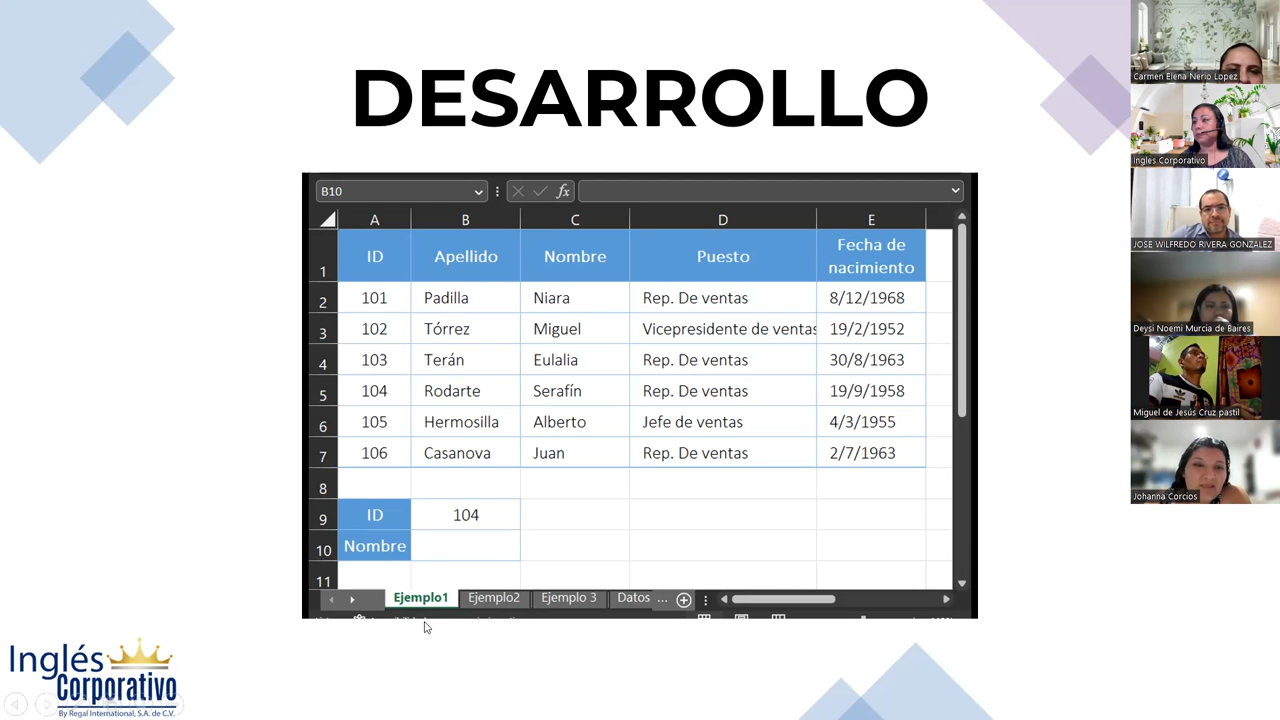 DESARROLLO
B10
fx
A B C D E
1 ID Apellido Nombre Puesto Fecha de nacimiento
2 101 Padilla Niara Rep. De ventas 8/12/1968
3 102 Tórrez Miguel Vicepresidente de ventas 19/2/1952
4 103 Terán Eulalia Rep. De ventas 30/8/1963
5 104 Rodarte Serafín Rep. De ventas 19/9/1958
6 105 Hermosilla Alberto Jefe de ventas 4/3/1955
7 106 Casanova Juan Rep. De ventas 2/7/1963
8
9 ID 104
10 Nombre
11
Ejemplo1 Ejemplo2 Ejemplo 3 Datos ...
Inglés
Corporativo
By Regal International, S.A. de C.V.
Carmen Elena Nerio Lopez
Ingles Corporativo
JOSE WILFREDO RIVERA GONZALEZ
Deysi Noemi Murcia de Baires
Miguel de Jesús Cruz pastil
Johanna Corcios